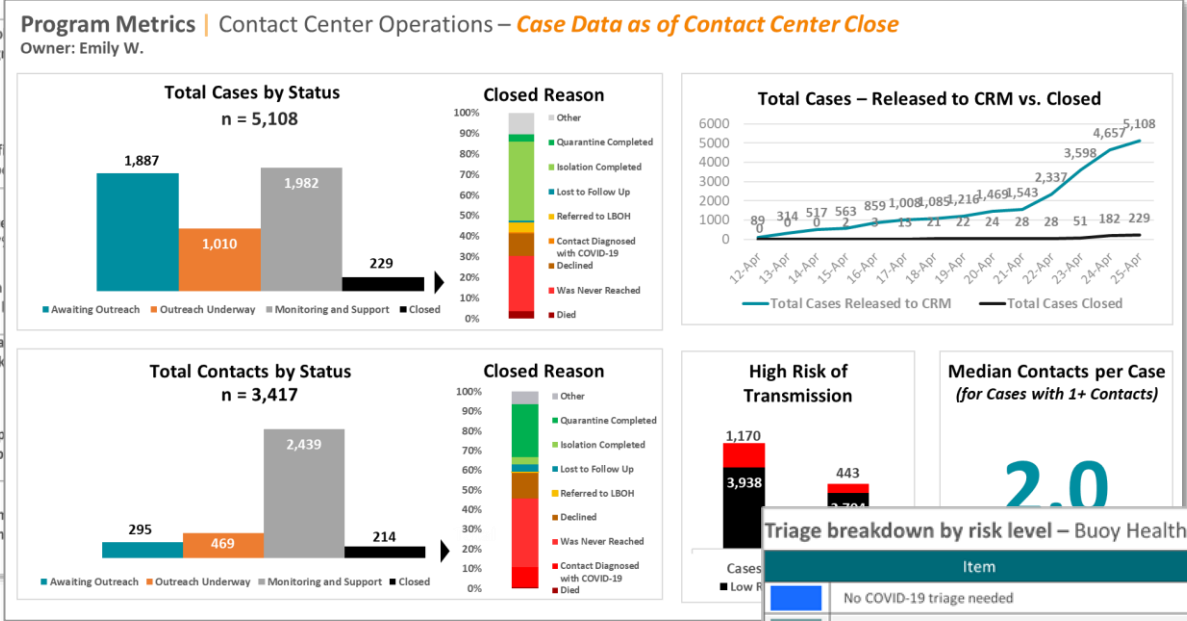 Program Metrics | Contact Center Operations – Case Data as of Contact Center Close
Owner: Emily W.
Total Cases by Status
n = 5,108
1,887
1,010
1,982
229
Awaiting Outreach Outreach Underway Monitoring and Support Closed
Closed Reason
100%
90%
80%
70%
60%
50%
40%
30%
20%
10%
0%
Other
Quarantine Completed
Isolation Completed
Lost to Follow Up
Referred to LBOH
Contact Diagnosed
with COVID-19
Declined
Was Never Reached
Died
Total Cases – Released to CRM vs. Closed
6000
5000
4000
3000
2000
1000
0
89 314 517 563 859 1,008 1,085 1,216 1,469 1,543 2,337 3,598 4,657 5,108
0 0 0 2 3 15 21 22 24 28 28 51 182 229
12-Apr 13-Apr 14-Apr 15-Apr 16-Apr 17-Apr 18-Apr 19-Apr 20-Apr 21-Apr 22-Apr 23-Apr 24-Apr 25-Apr
Total Cases Released to CRM Total Cases Closed
Total Contacts by Status
n = 3,417
295
469
2,439
214
Awaiting Outreach Outreach Underway Monitoring and Support Closed
Closed Reason
100%
90%
80%
70%
60%
50%
40%
30%
20%
10%
0%
Other
Quarantine Completed
Isolation Completed
Lost to Follow Up
Referred to LBOH
Declined
Was Never Reached
Contact Diagnosed
with COVID-19
Died
High Risk of
Transmission
1,170
3,938
443
Cases
Low
Median Contacts per Case
(for Cases with 1+ Contacts)
2.0
Triage breakdown by risk level – Buoy Health
Item
No COVID-19 triage needed